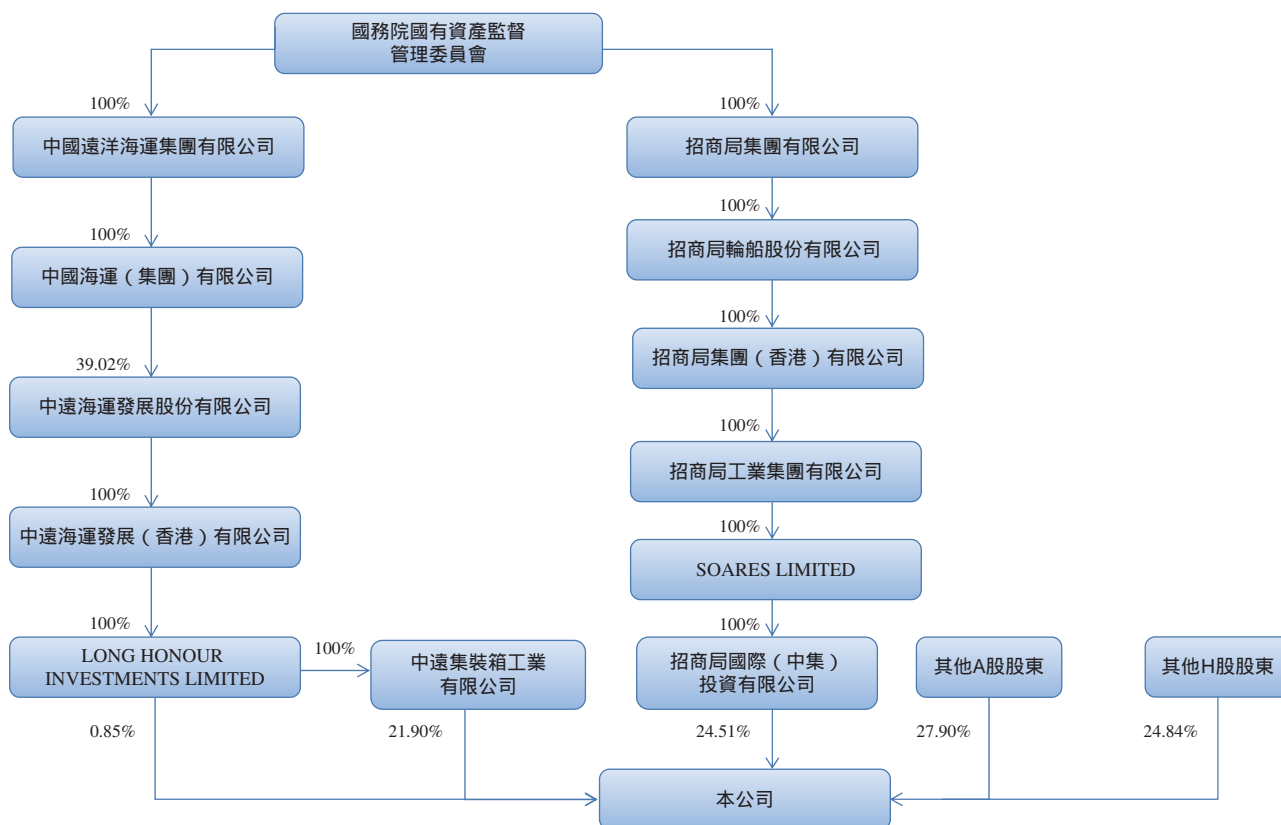 國務院國有資產監督
管理委員會
100%
100%
中國遠洋海運集團有限公司
招商局集團有限公司
100%
100%
中國海運（集團）有限公司
招商局輪船股份有限公司
39.02%
100%
中遠海運發展股份有限公司
招商局集團（香港）有限公司
100%
100%
中遠海運發展（香港）有限公司
招商局工業集團有限公司
100%
SOARES LIMITED
100%
100%
LONG HONOUR
INVESTMENTS LIMITED
100%
中遠集裝箱工業
有限公司
招商局國際（中集）
投資有限公司
其他A股股東
其他H股股東
0.85%
21.90%
24.51%
27.90%
24.84%
本公司